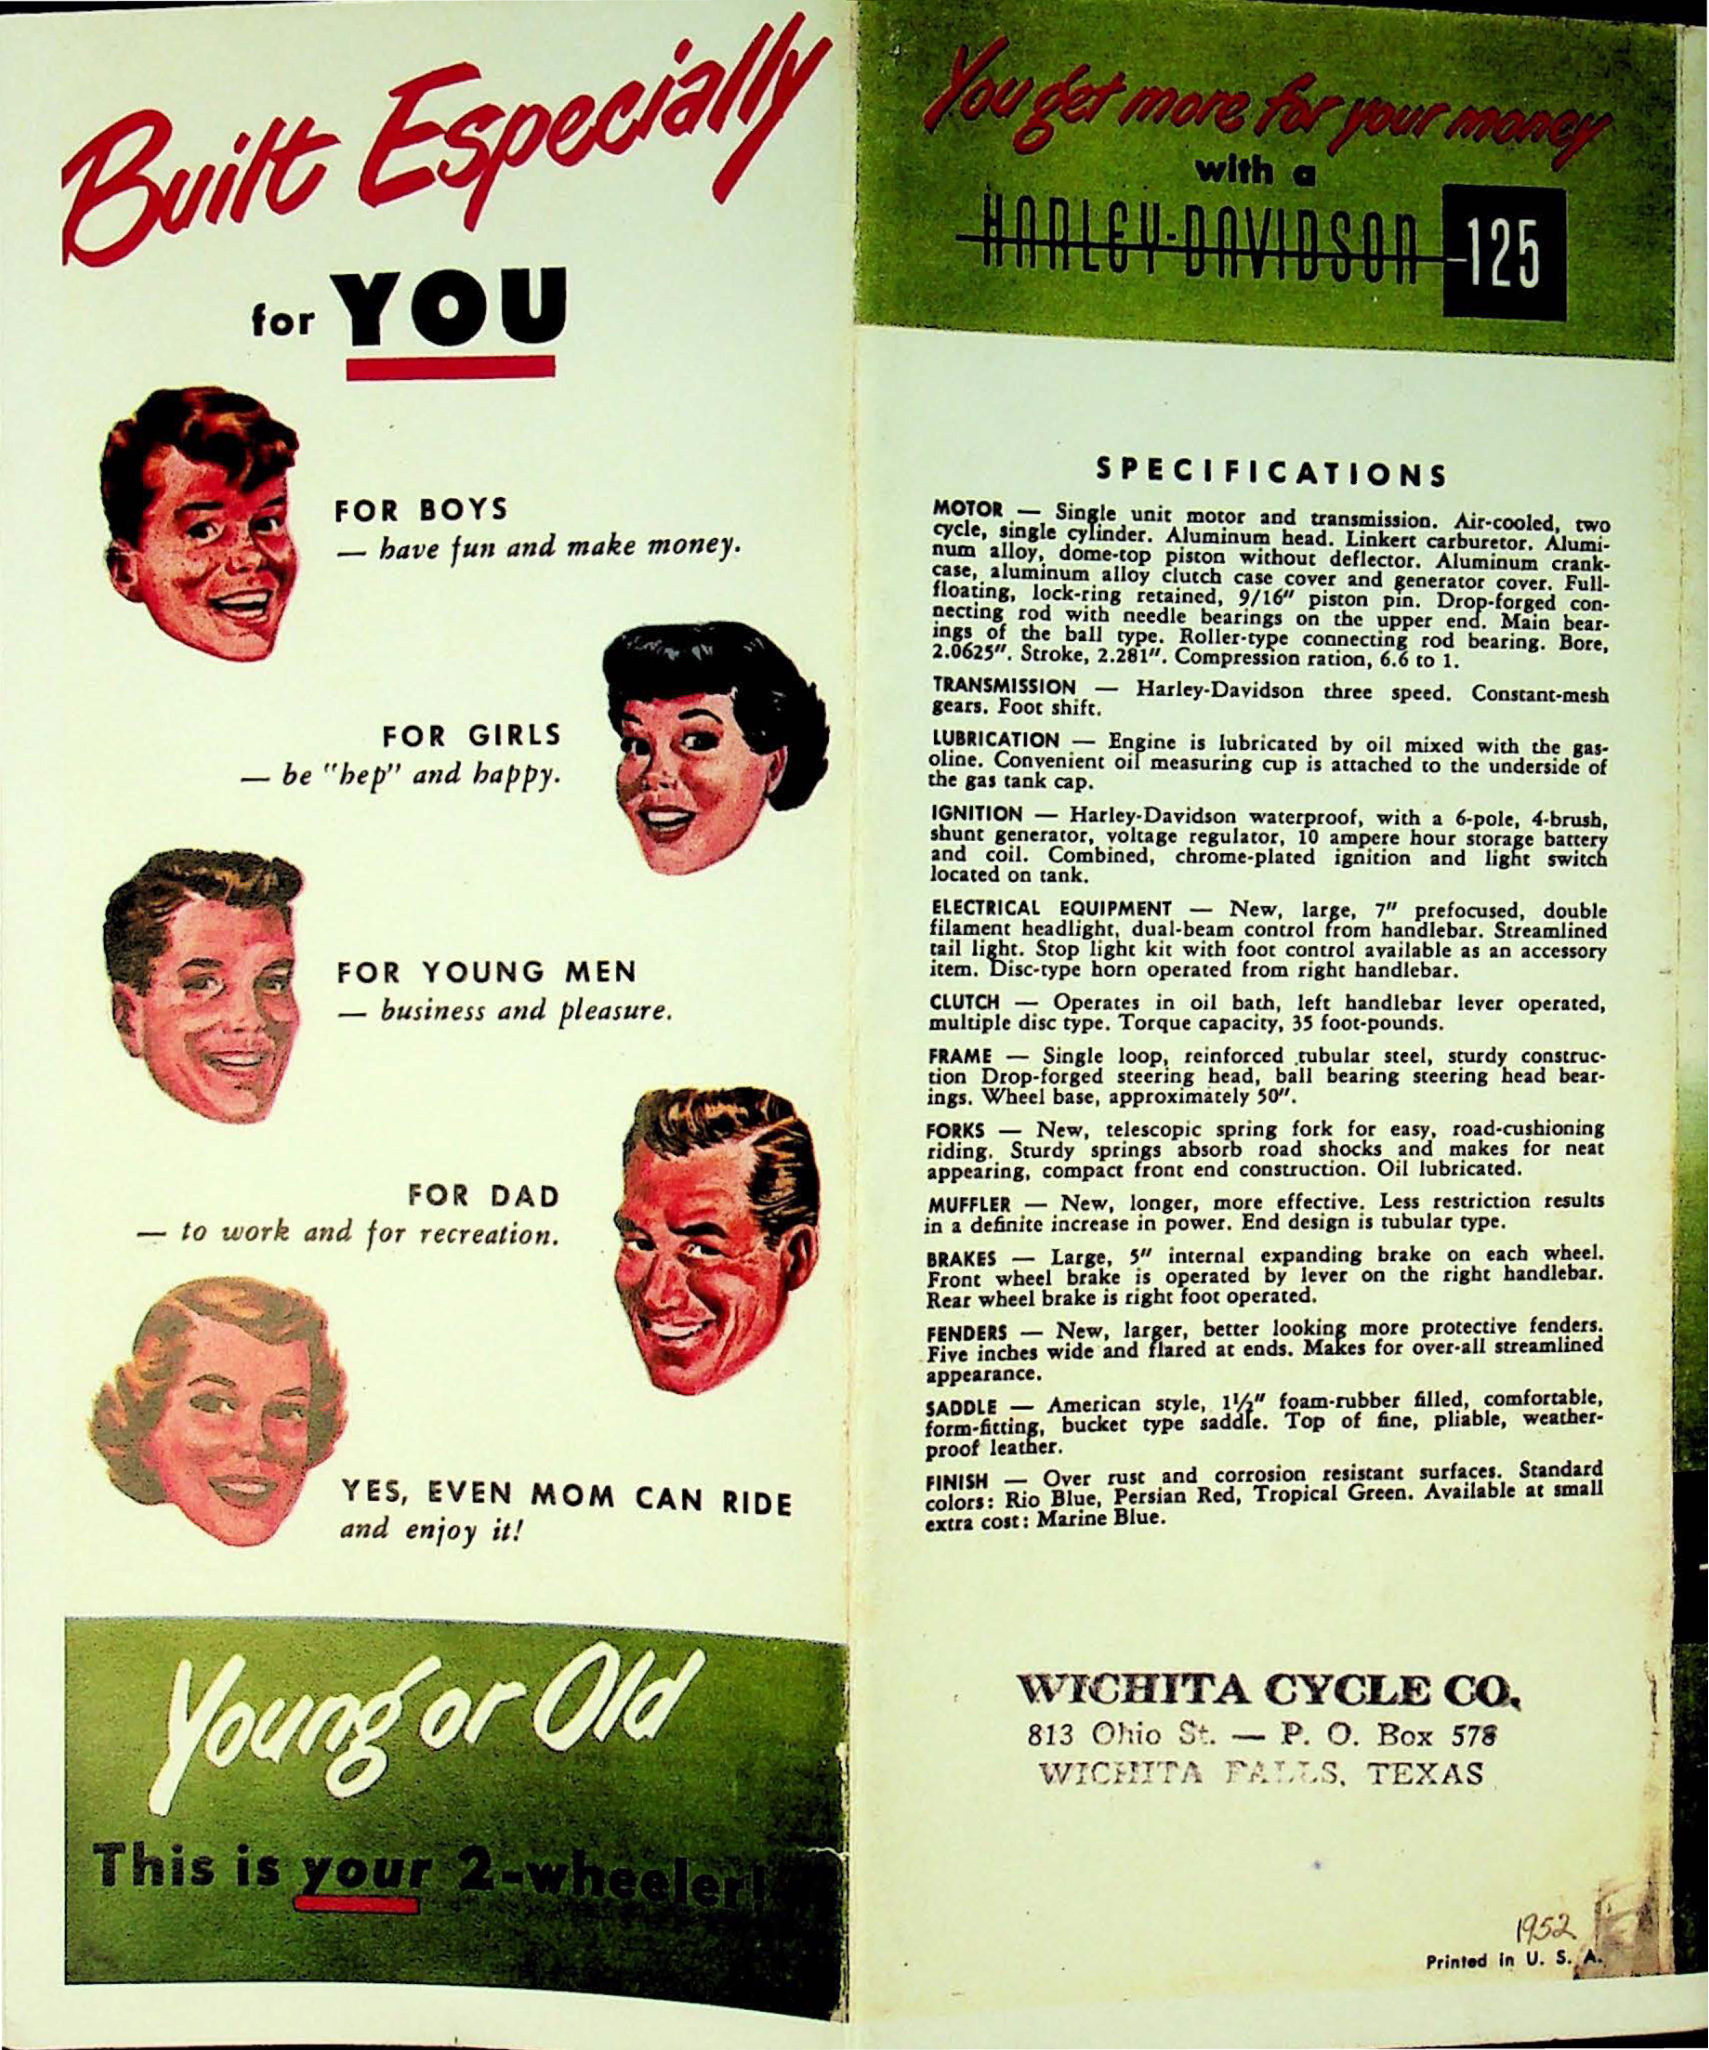 Built Especially
for YOU
FOR BOYS
— have fun and make money.
FOR GIRLS
— be "hep" and happy.
FOR YOUNG MEN
— business and pleasure.
FOR DAD
— to work and for recreation.
YES, EVEN MOM CAN RIDE
and enjoy it!
Young or Old
This is your 2-wheeler!
You get more for your money
with a
HARLEY-DAVIDSON -125
SPECIFICATIONS
MOTOR — Single unit motor and transmission. Air-cooled, two
cycle, single cylinder. Aluminum head. Linkert carburetor. Alumi-
num alloy, dome-top piston without deflector. Aluminum crank-
case, aluminum alloy clutch case cover and generator cover. Full-
floating, lock-ring retained, 9/16" piston pin. Drop-forged con-
necting rod with needle bearings on the upper end. Main bear-
ings of the ball type. Roller-type connecting rod bearing. Bore,
2.0625". Stroke, 2.281". Compression ration, 6.6 to 1.
TRANSMISSION — Harley-Davidson three speed. Constant-mesh
gears. Foot shift.
LUBRICATION — Engine is lubricated by oil mixed with the gas-
oline. Convenient oil measuring cup is attached to the underside of
the gas tank cap.
IGNITION — Harley-Davidson waterproof, with a 6-pole, 4-brush,
shunt generator, voltage regulator, 10 ampere hour storage battery
and coil. Combined, chrome-plated ignition and light switch
located on tank.
ELECTRICAL EQUIPMENT — New, large, 7" prefocused, double
filament headlight, dual-beam control from handlebar. Streamlined
tail light. Stop light kit with foot control available as an accessory
item. Disc-type horn operated from right handlebar.
CLUTCH — Operates in oil bath, left handlebar lever operated,
multiple disc type. Torque capacity, 35 foot-pounds.
FRAME — Single loop, reinforced tubular steel, sturdy construc-
tion Drop-forged steering head, ball bearing steering head bear-
ings. Wheel base, approximately 50".
FORKS — New, telescopic spring fork for easy, road-cushioning
riding. Sturdy springs absorb road shocks and makes for neat
appearing, compact front end construction. Oil lubricated.
MUFFLER — New, longer, more effective. Less restriction results
in a definite increase in power. End design is tubular type.
BRAKES — Large, 5" internal expanding brake on each wheel.
Front wheel brake is operated by lever on the right handlebar.
Rear wheel brake is right foot operated.
FENDERS — New, larger, better looking more protective fenders.
Five inches wide and flared at ends. Makes for over-all streamlined
appearance.
SADDLE — American style, 1½" foam-rubber filled, comfortable,
form-fitting, bucket type saddle. Top of fine, pliable, weather-
proof leather.
FINISH — Over rust and corrosion resistant surfaces. Standard
colors: Rio Blue, Persian Red, Tropical Green. Available at small
extra cost: Marine Blue.
WICHITA CYCLE CO.
813 Ohio St. — P. O. Box 578
WICHITA FALLS, TEXAS
1952
Printed in U. S. A.